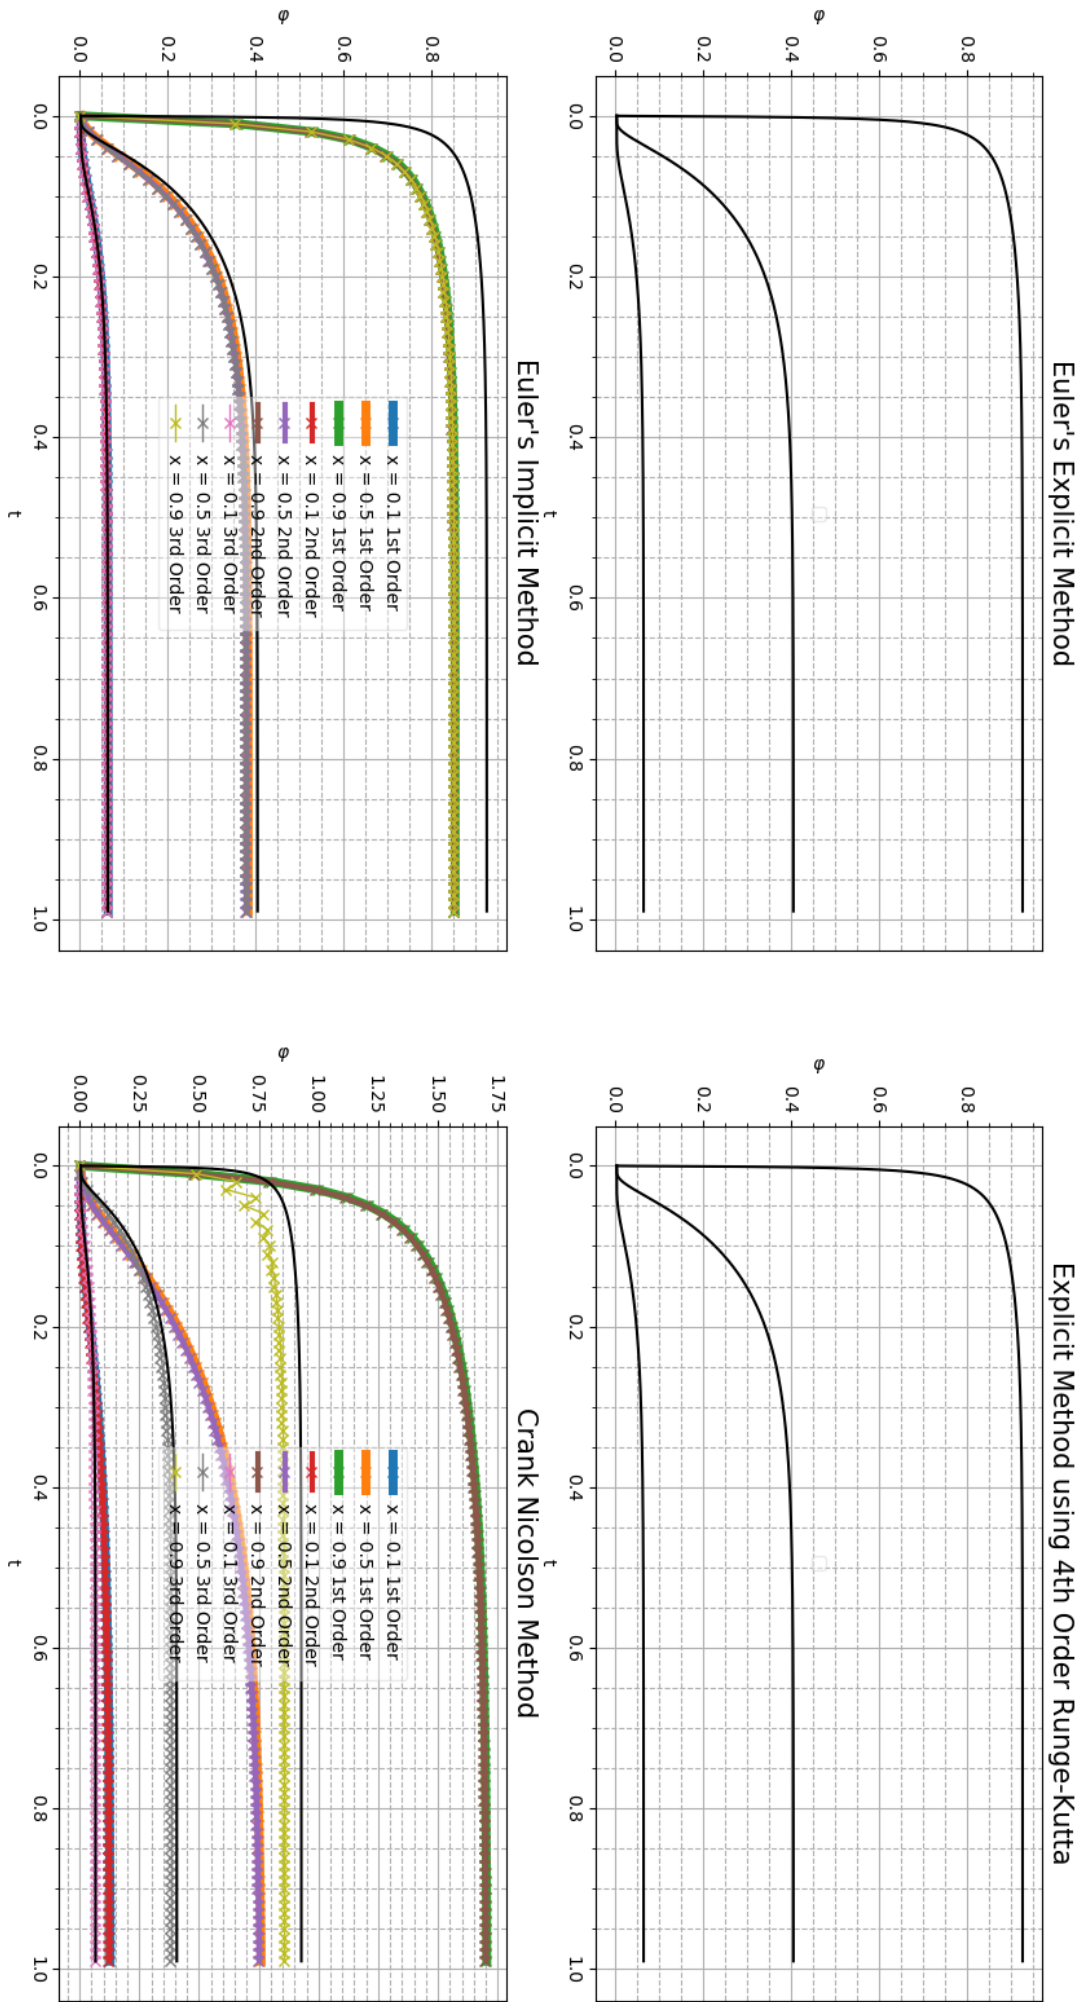 Euler's Explicit Method
φ
0.8
0.6
0.4
0.2
0.0
0.0
0.2
0.4
0.6
0.8
1.0
t
Explicit Method using 4th Order Runge-Kutta
φ
0.8
0.6
0.4
0.2
0.0
0.0
0.2
0.4
0.6
0.8
1.0
t
Euler's Implicit Method
φ
0.8
0.6
0.4
0.2
0.0
x = 0.1 1st Order
x = 0.5 1st Order
x = 0.9 1st Order
x = 0.1 2nd Order
x = 0.5 2nd Order
x = 0.9 2nd Order
x = 0.1 3rd Order
x = 0.5 3rd Order
x = 0.9 3rd Order
0.0
0.2
0.4
0.6
0.8
1.0
t
Crank Nicolson Method
φ
1.75
1.50
1.25
1.00
0.75
0.50
0.25
0.00
x = 0.1 1st Order
x = 0.5 1st Order
x = 0.9 1st Order
x = 0.1 2nd Order
x = 0.5 2nd Order
x = 0.9 2nd Order
x = 0.1 3rd Order
x = 0.5 3rd Order
x = 0.9 3rd Order
0.0
0.2
0.4
0.6
0.8
1.0
t